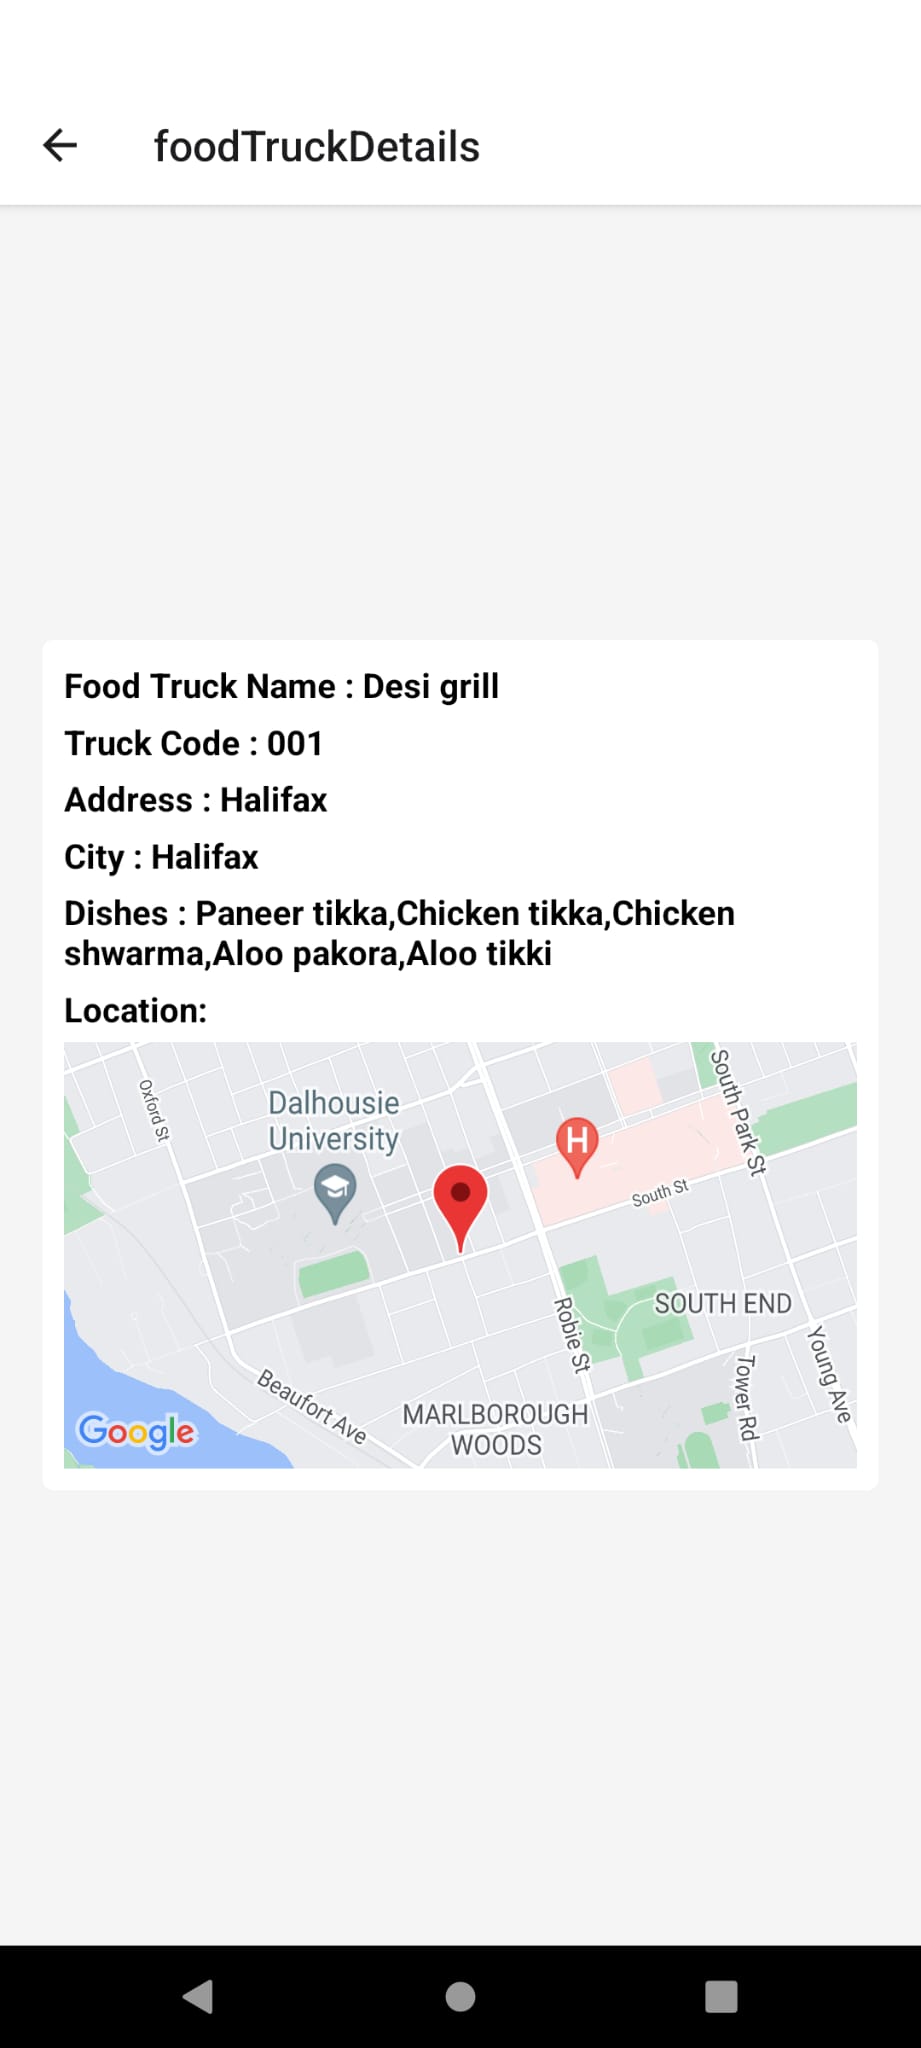 foodTruckDetails
Food Truck Name : Desi grill
Truck Code : 001
Address : Halifax
City : Halifax
Dishes : Paneer tikka,Chicken tikka,Chicken
shwarma,Aloo pakora,Aloo tikki
Location:
Oxford St
Dalhousie
University
H
South Park St
South St
Robie St
SOUTH END
Tower Rd
Young Ave
Beaufort Ave
MARLBOROUGH
WOODS
Google